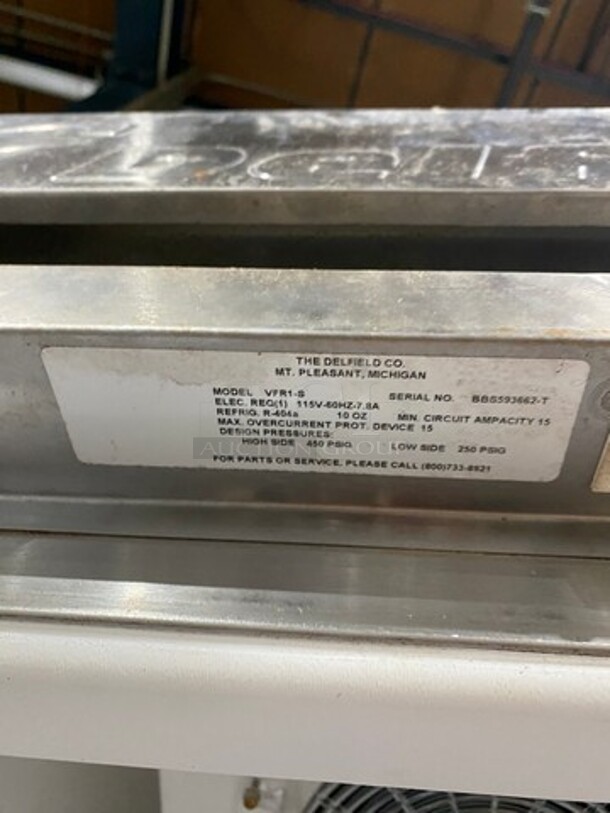 THE DELFIELD CO.
MT. PLEASANT, MICHIGAN
MODEL VFR1-S SERIAL NO. BBS593662-T
ELEC. REQ(1) 115V-60HZ-7.8A
REFRIG. R-404a 10 OZ MIN. CIRCUIT AMPACITY 15
MAX. OVERCURRENT PROT. DEVICE 15
DESIGN PRESSURES:
HIGH SIDE 450 PSIG LOW SIDE 250 PSIG
AUCTION GROUP
FOR PARTS OR SERVICE, PLEASE CALL (800)733-8821